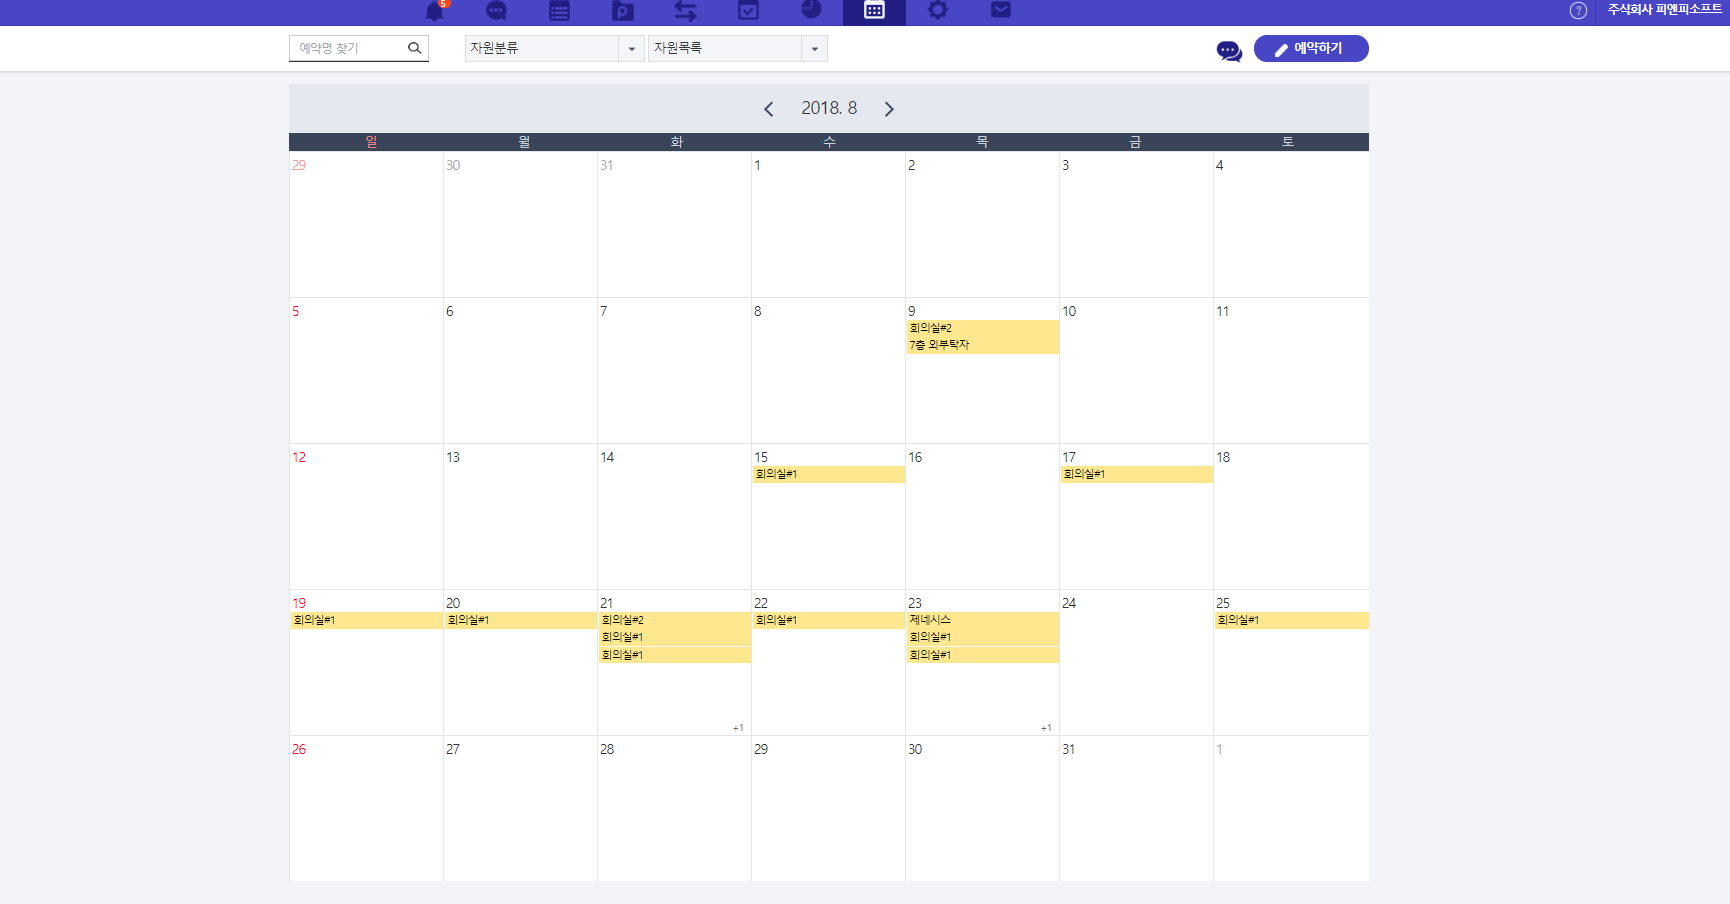 5
?
주식회사 피앤피소프트
예약명 찾기
자원분류
자원목록
예약하기
2018. 8
일 월 화 수 목 금 토
29 30 31 1 2 3 4
5 6 7 8 9 10 11
회의실#2
7층 외부탁자
12 13 14 15 16 17 18
회의실#1 회의실#1
19 20 21 22 23 24 25
회의실#1 회의실#1 회의실#2 회의실#1 제네시스 회의실#1
회의실#1 회의실#1
회의실#1 회의실#1
+1 +1
26 27 28 29 30 31 1